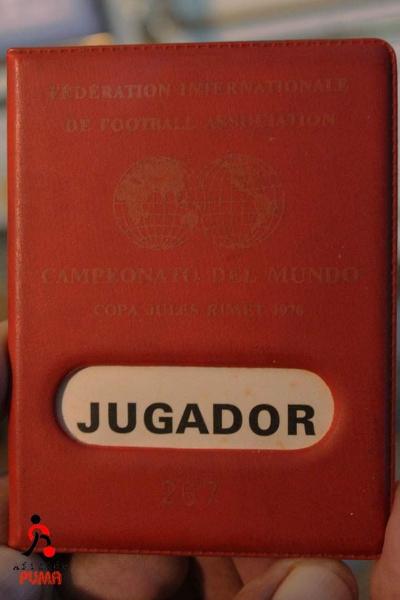 FÉDÉRATION INTERNATIONALE
DE FOOTBALL ASSOCIATION
CAMPEONATO DEL MUNDO
COPA JULES RIMET 1970
JUGADOR
267
PUMA